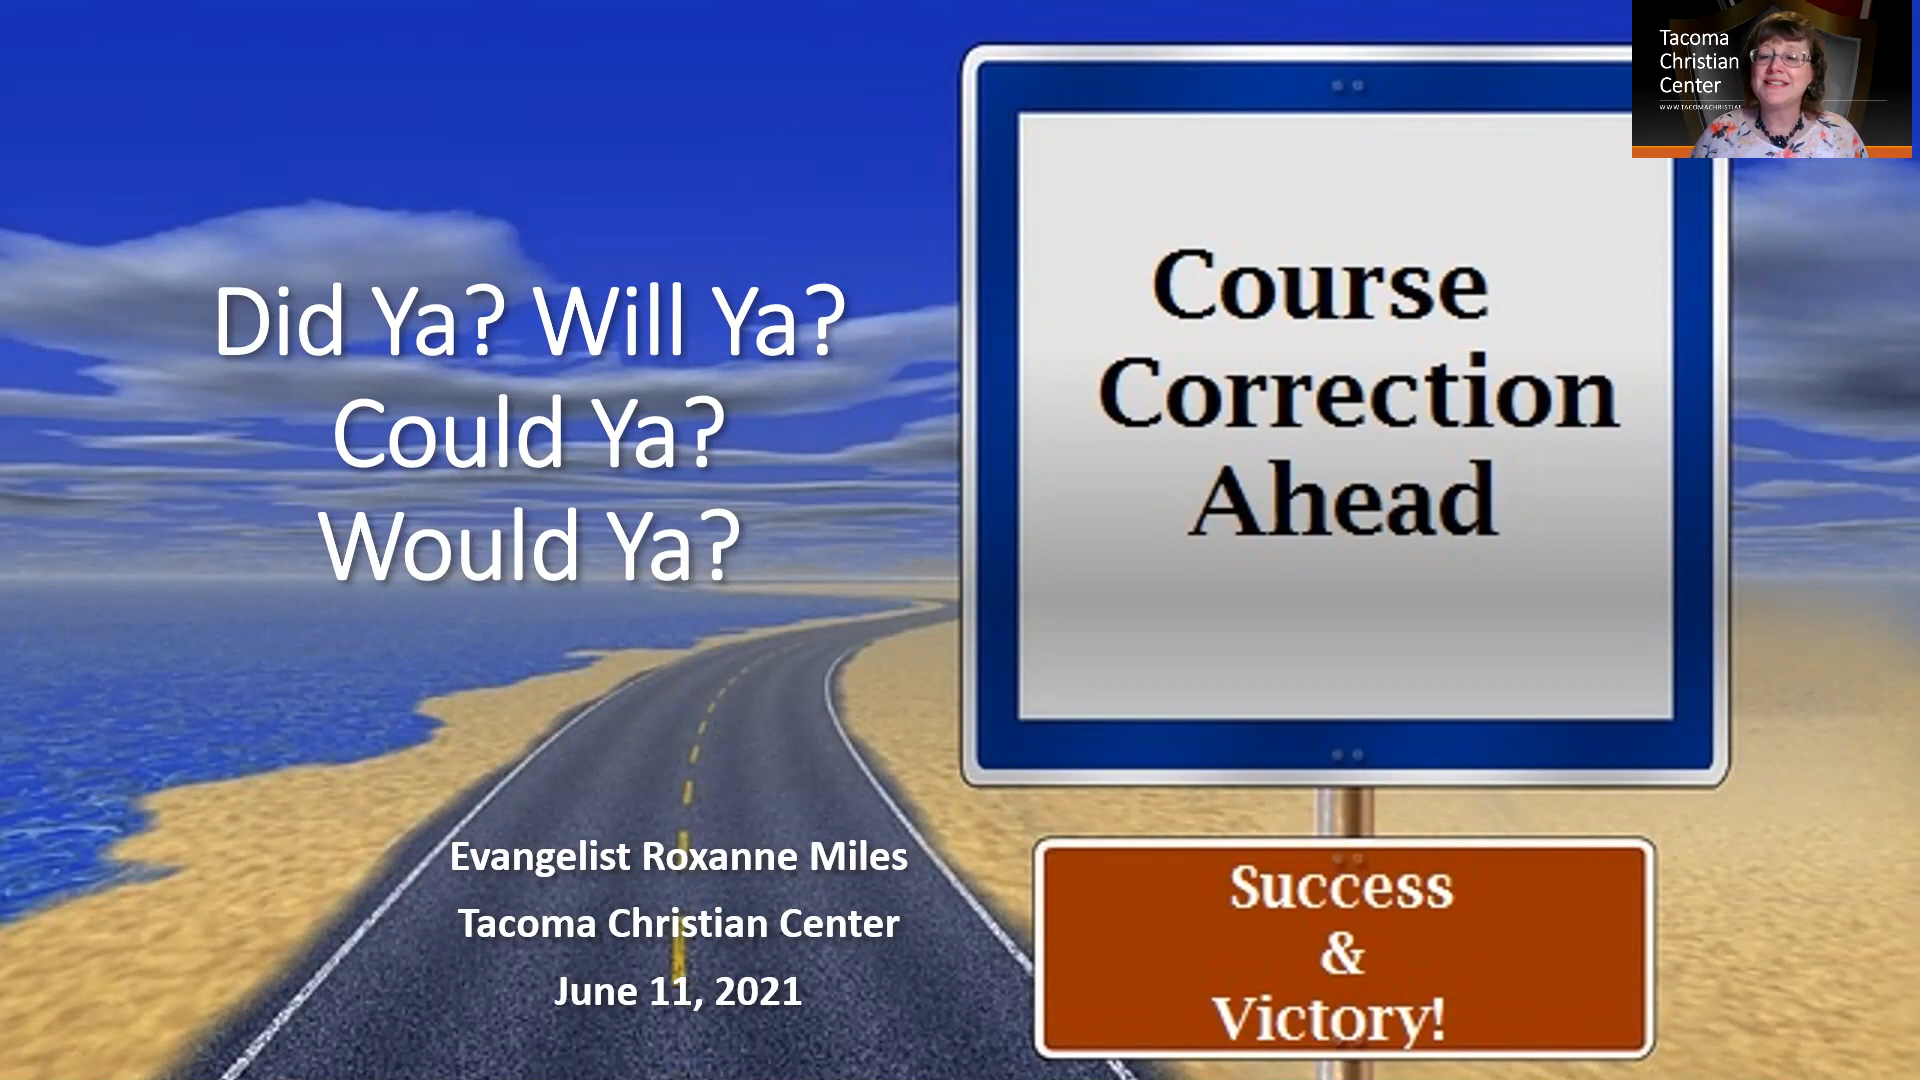 Did Ya? Will Ya?
Could Ya?
Would Ya?
Evangelist Roxanne Miles
Tacoma Christian Center
June 11, 2021
Course
Correction
Ahead
Success
&
Victory!
Tacoma
Christian
Center